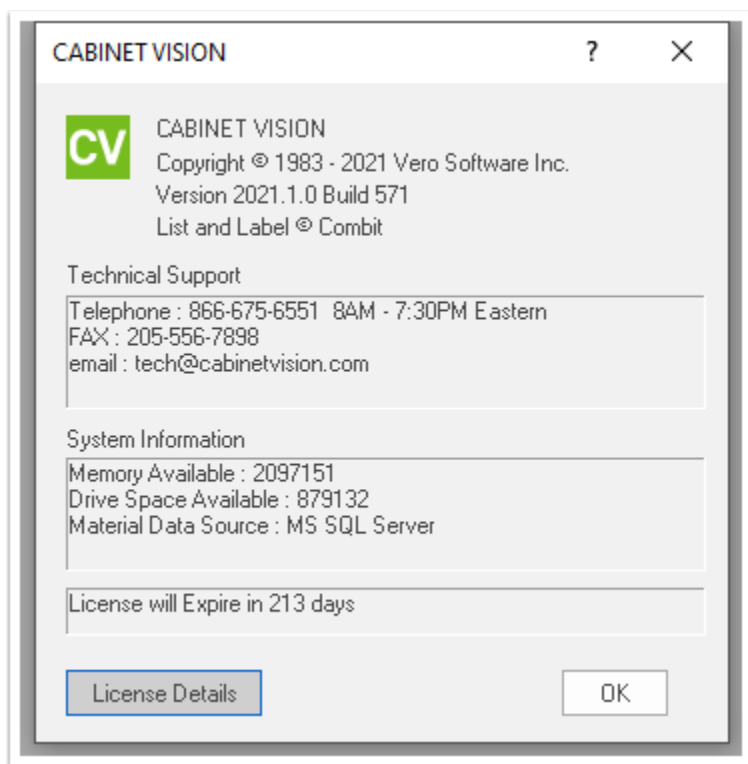 CABINET VISION ? ×
CV
CABINET VISION
Copyright © 1983 - 2021 Vero Software Inc.
Version 2021.1.0 Build 571
List and Label © Combit
Technical Support
Telephone : 866-675-6551  8AM - 7:30PM Eastern
FAX : 205-556-7898
email : tech@cabinetvision.com
System Information
Memory Available : 2097151
Drive Space Available : 879132
Material Data Source : MS SQL Server
License will Expire in 213 days
License Details
OK